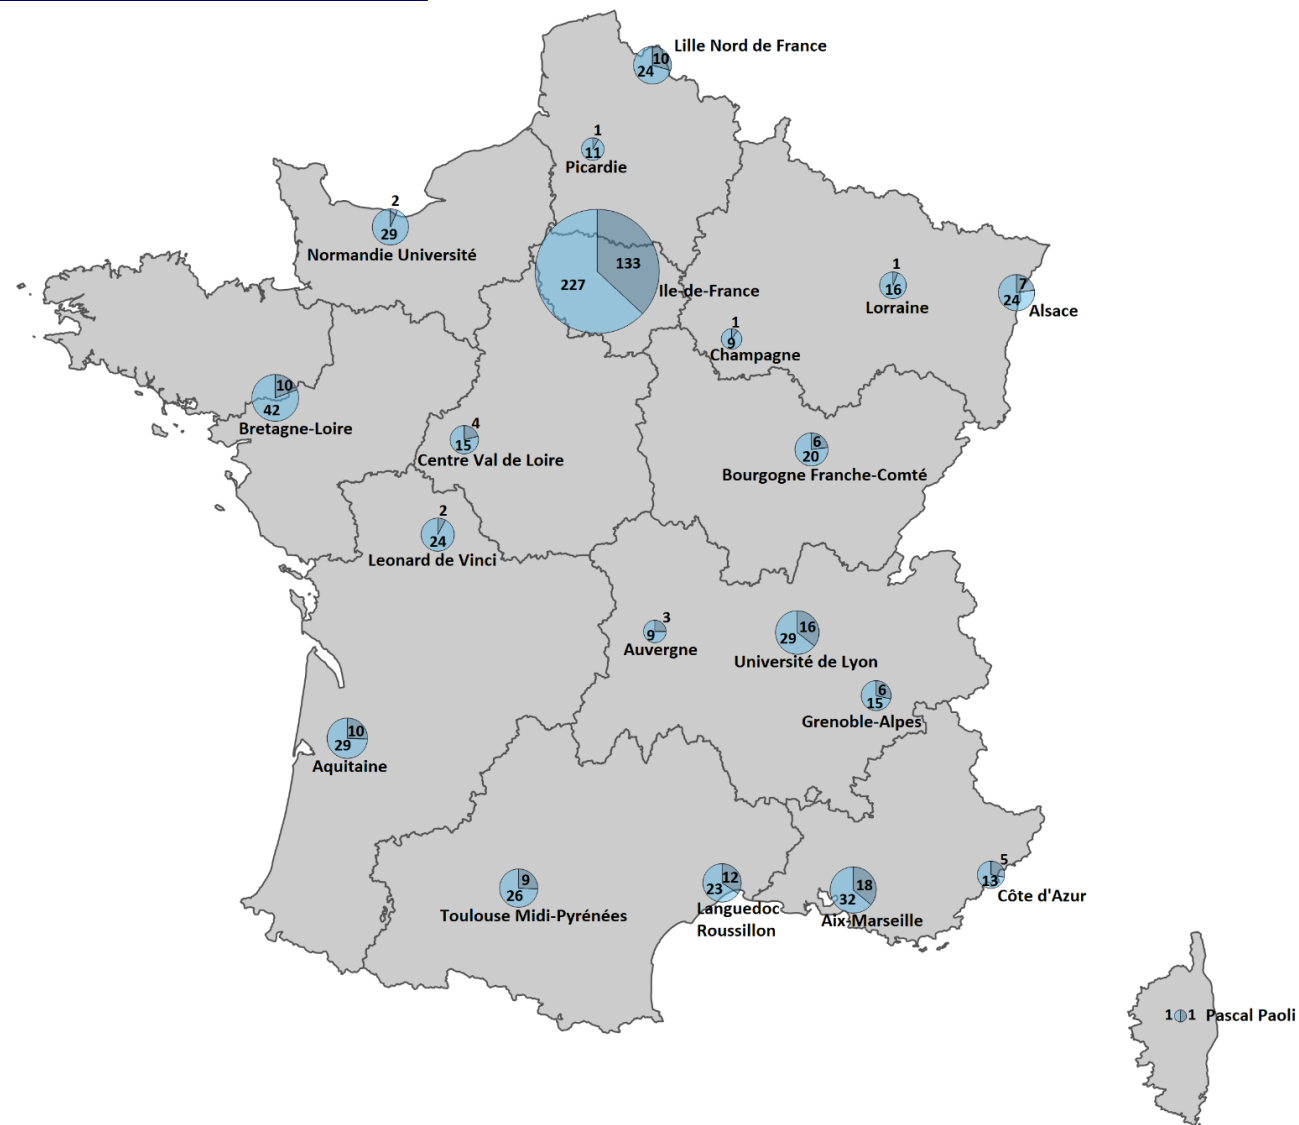 10
Lille Nord de France
24
1
11
Picardie
2
29
Normandie Université
133
227
Ile-de-France
1
16
Lorraine
7
24
Alsace
1
9
Champagne
10
42
Bretagne-Loire
4
15
Centre Val de Loire
6
20
Bourgogne Franche-Comté
2
24
Leonard de Vinci
3
9
Auvergne
16
29
Université de Lyon
6
15
Grenoble-Alpes
10
29
Aquitaine
9
26
Toulouse Midi-Pyrénées
12
23
Languedoc
Roussillon
18
32
Aix-Marseille
5
13
Côte d'Azur
1 1 Pascal Paoli